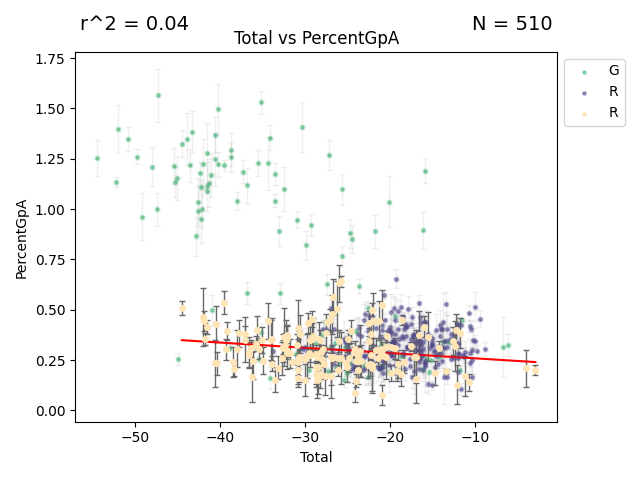 r^2 = 0.04 N = 510
Total vs PercentGpA
1.75
1.50
1.25
1.00
0.75
0.50
0.25
0.00
PercentGpA
−50 −40 −30 −20 −10
Total
G
R
R